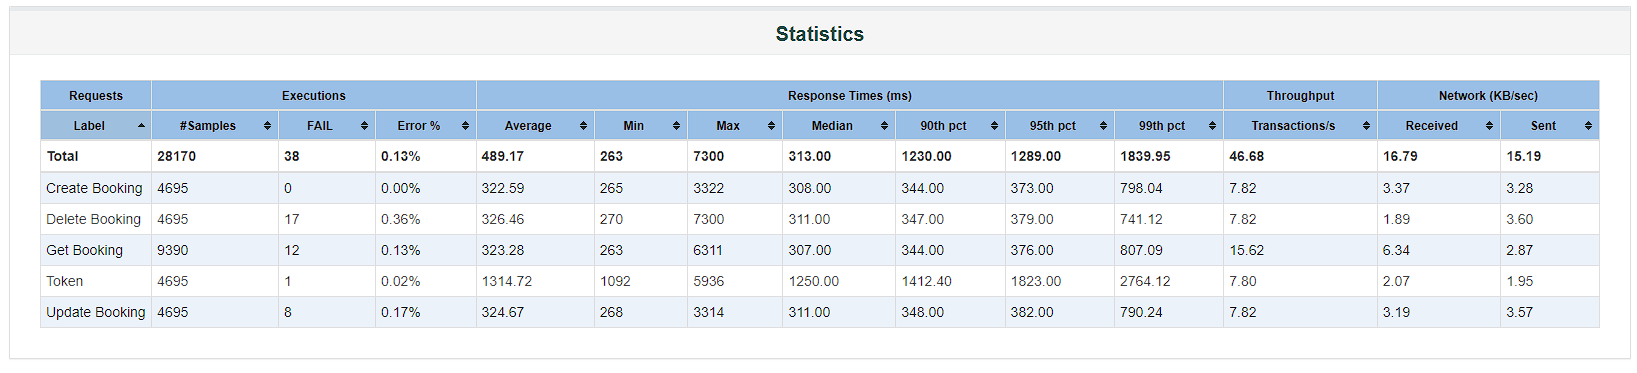 Statistics
Requests Executions Response Times (ms) Throughput Network (KB/sec)
Label #Samples FAIL Error % Average Min Max Median 90th pct 95th pct 99th pct Transactions/s Received Sent
Total 28170 38 0.13% 489.17 263 7300 313.00 1230.00 1289.00 1839.95 46.68 16.79 15.19
Create Booking 4695 0 0.00% 322.59 265 3322 308.00 344.00 373.00 798.04 7.82 3.37 3.28
Delete Booking 4695 17 0.36% 326.46 270 7300 311.00 347.00 379.00 741.12 7.82 1.89 3.60
Get Booking 9390 12 0.13% 323.28 263 6311 307.00 344.00 376.00 807.09 15.62 6.34 2.87
Token 4695 1 0.02% 1314.72 1092 5936 1250.00 1412.40 1823.00 2764.12 7.80 2.07 1.95
Update Booking 4695 8 0.17% 324.67 268 3314 311.00 348.00 382.00 790.24 7.82 3.19 3.57